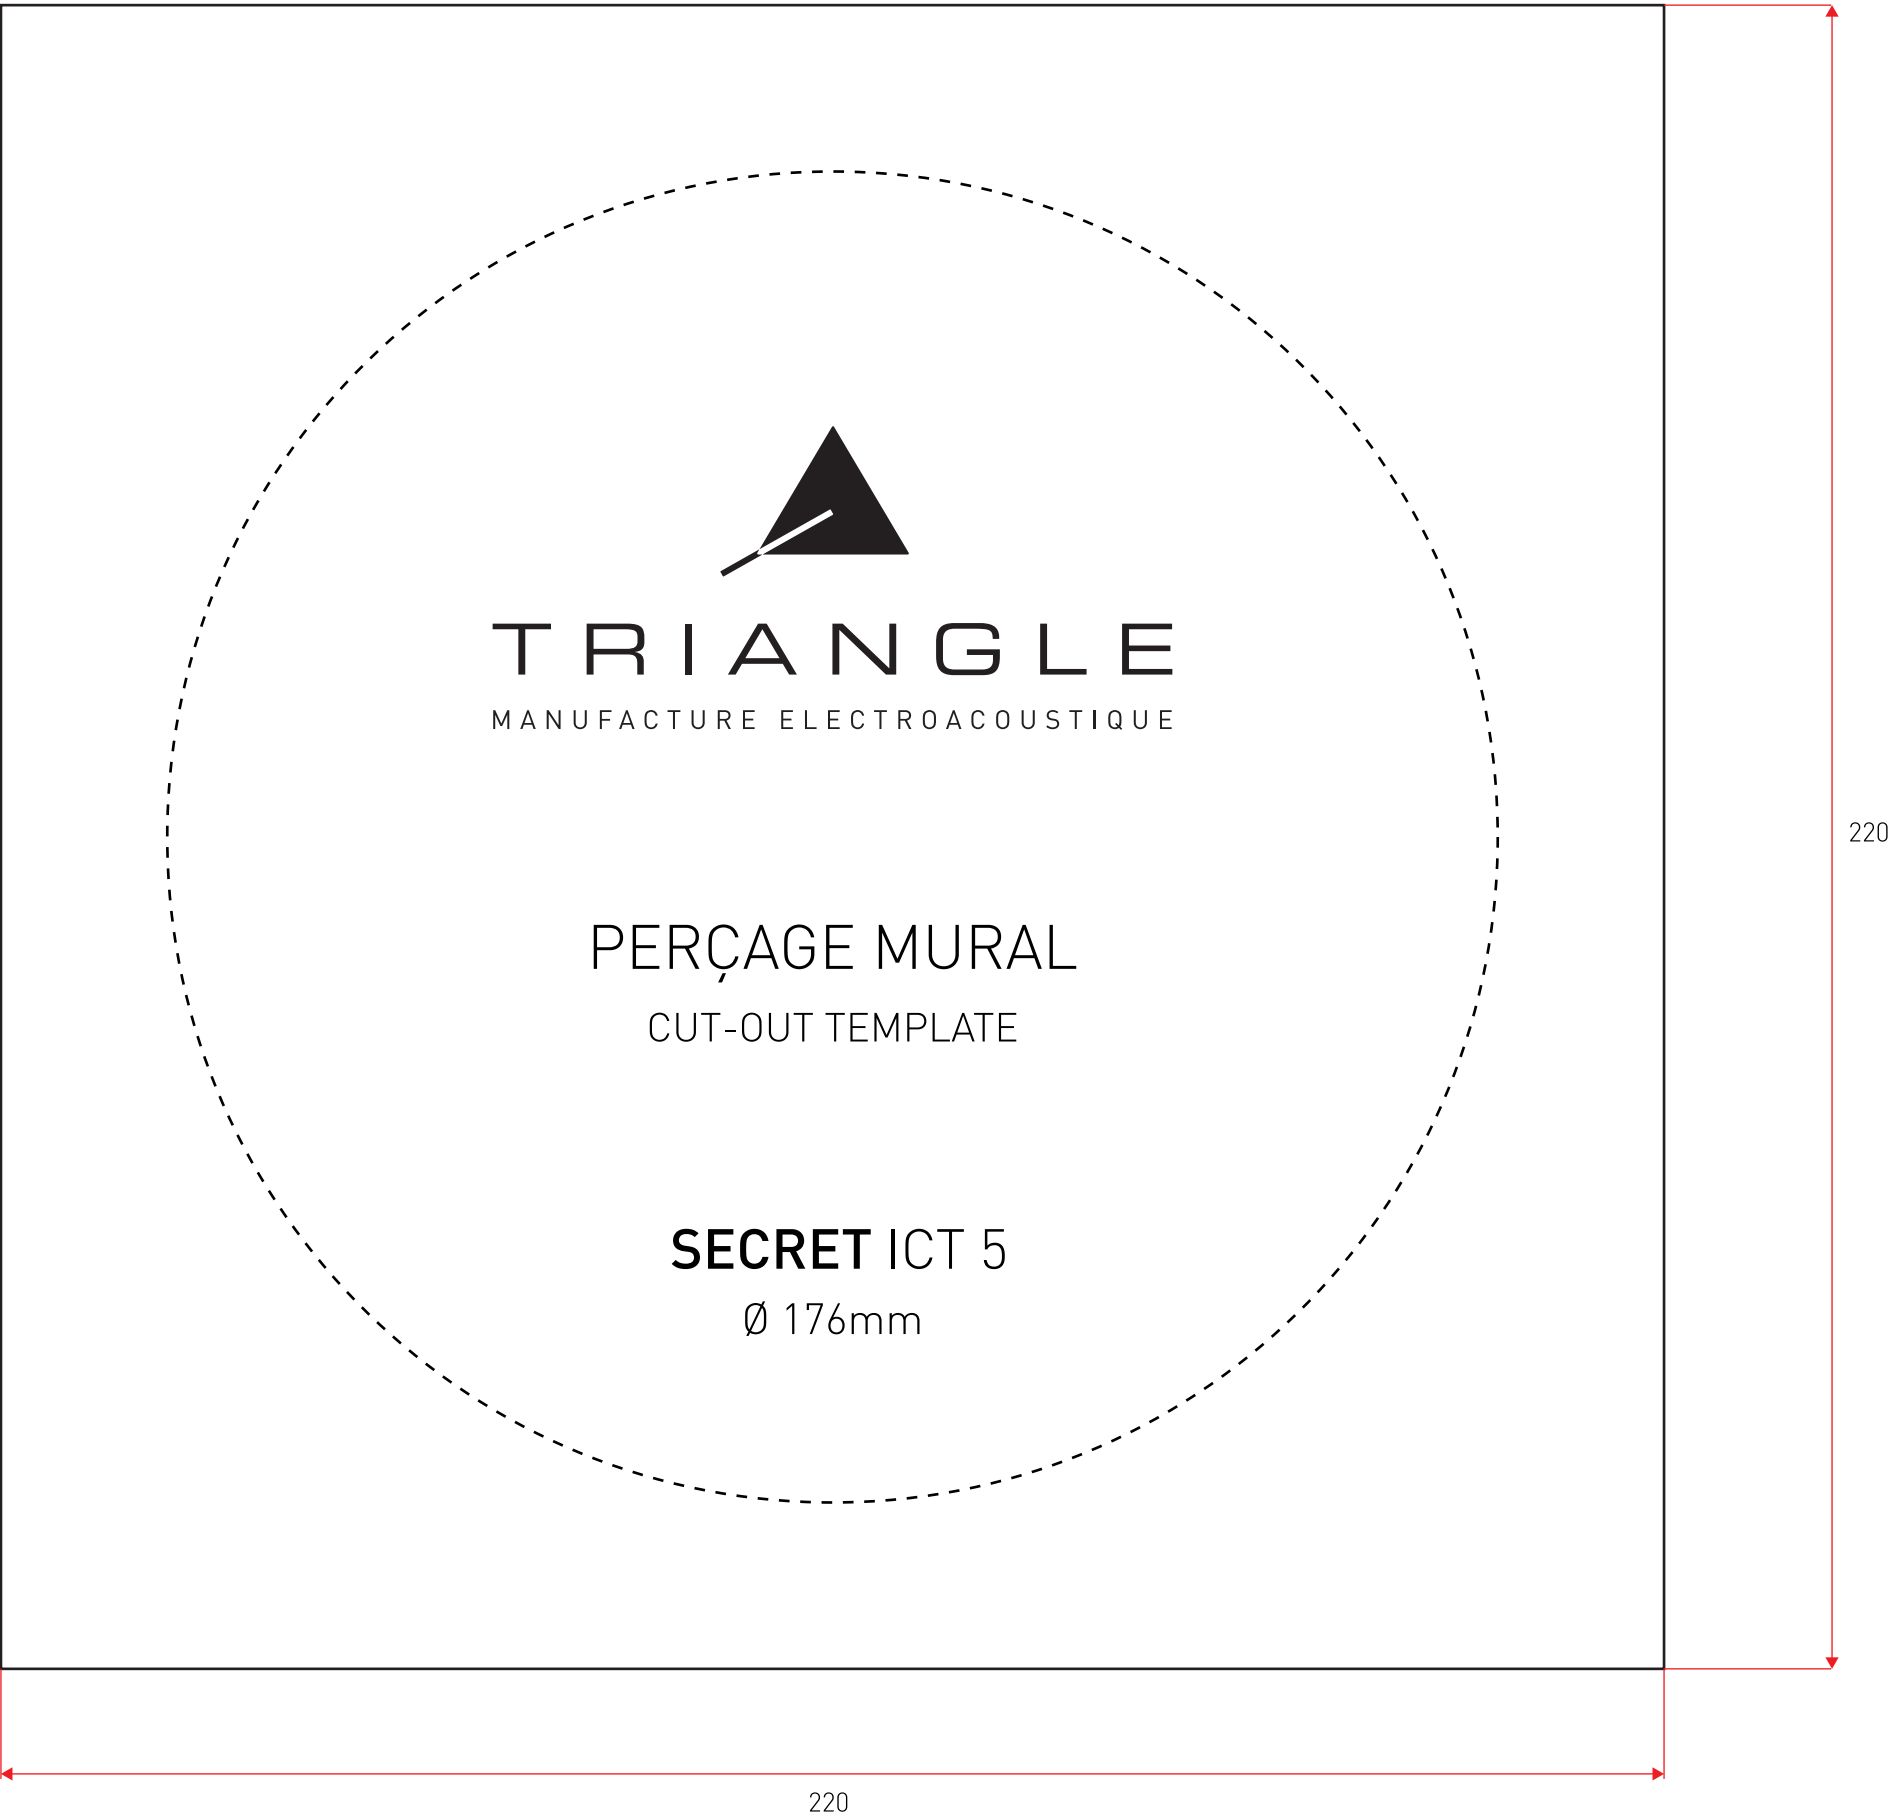 TRIANGLE
MANUFACTURE ELECTROACOUSTIQUE
220
PERÇAGE MURAL
CUT-OUT TEMPLATE
SECRET ICT 5
Ø 176mm
220